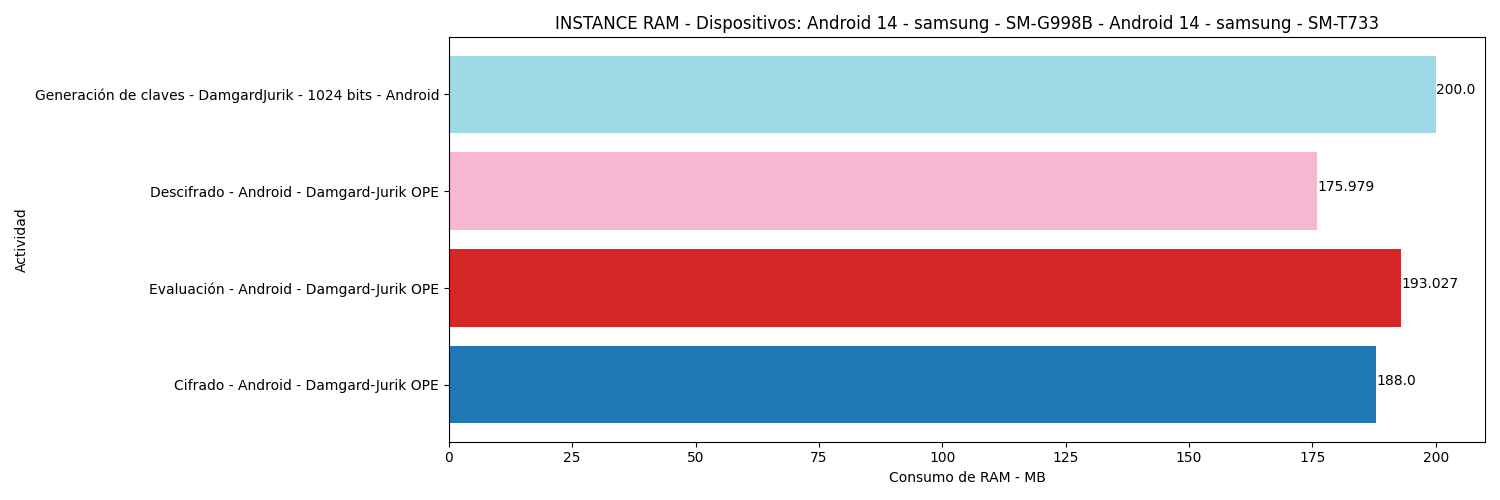 INSTANCE RAM - Dispositivos: Android 14 - samsung - SM-G998B - Android 14 - samsung - SM-T733
Generación de claves - DamgardJurik - 1024 bits - Android
200.0
Descifrado - Android - Damgard-Jurik OPE
175.979
Evaluación - Android - Damgard-Jurik OPE
193.027
Cifrado - Android - Damgard-Jurik OPE
188.0
Actividad
0 25 50 75 100 125 150 175 200
Consumo de RAM - MB